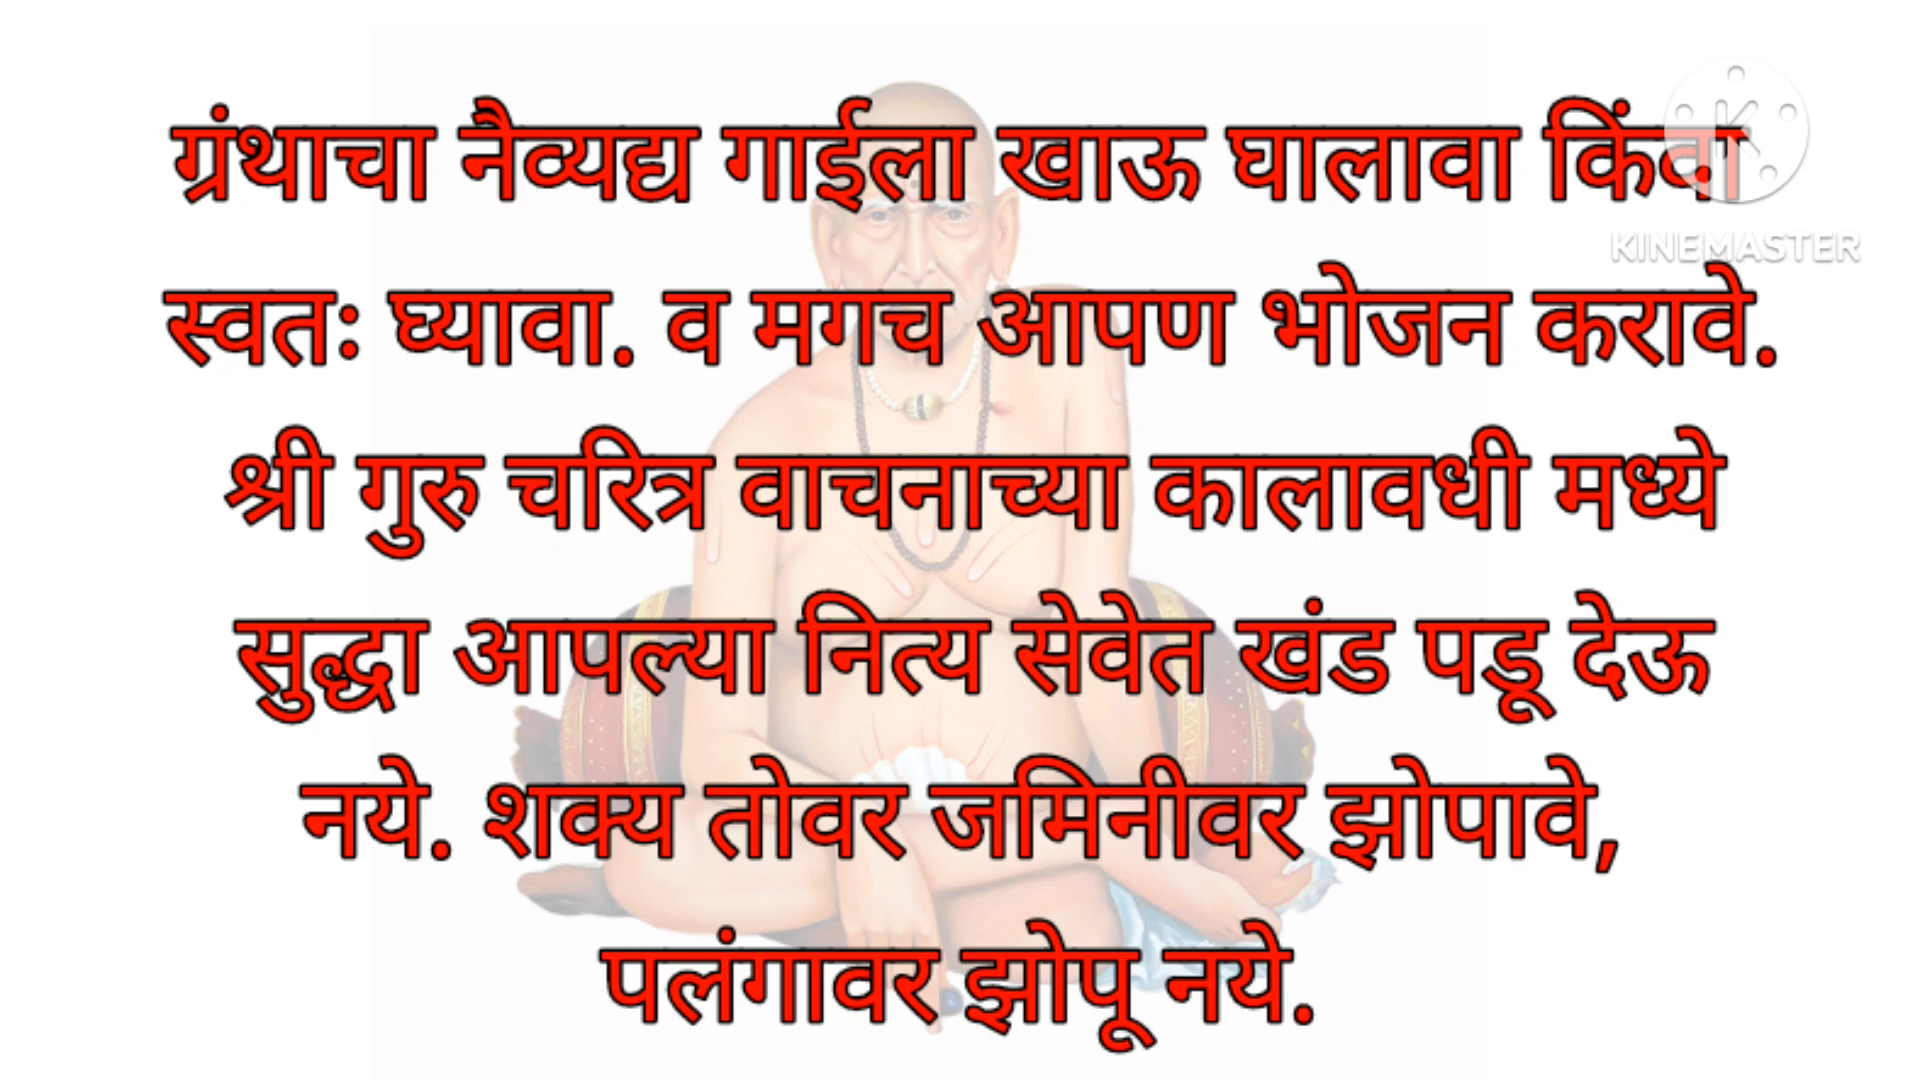 ग्रंथाचा नैव्यद्य गाईला खाऊ घालावा किंवा
स्वतः घ्यावा. व मगच आपण भोजन करावे.
श्री गुरु चरित्र वाचनाच्या कालावधी मध्ये
सुद्धा आपल्या नित्य सेवेत खंड पडू देऊ
नये. शक्य तोवर जमिनीवर झोपावे,
पलंगावर झोपू नये.
K
KINEMASTER